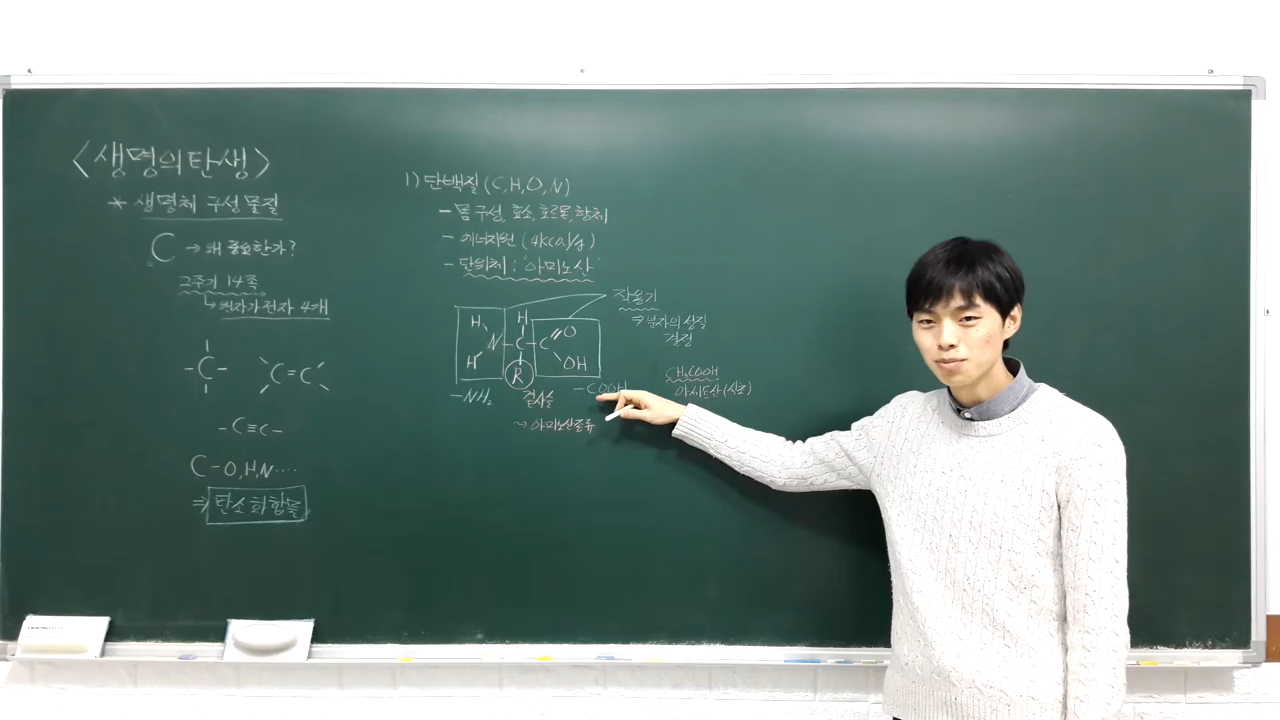 <생명의 탄생>
* 생명체 구성 물질
C → 왜 중요한가?
2주기 14족
↳ 원자가 전자 4개
-C-
C=C
-C≡C-
C-O,H,N....
⇒ 탄소 화합물
1) 단백질 (C,H,O,N)
- 몸 구성, 효소, 호르몬, 항체
- 에너지원 (4kcal/g)
- 단위체 : '아미노산'
작용기
⇒ 분자의 성질
결정
H H O
N-C-C
H R OH
-NH₂ 곁사슬 -COOH
~> 아미노산 종류
CH₃COOH
아세트산 (식초)